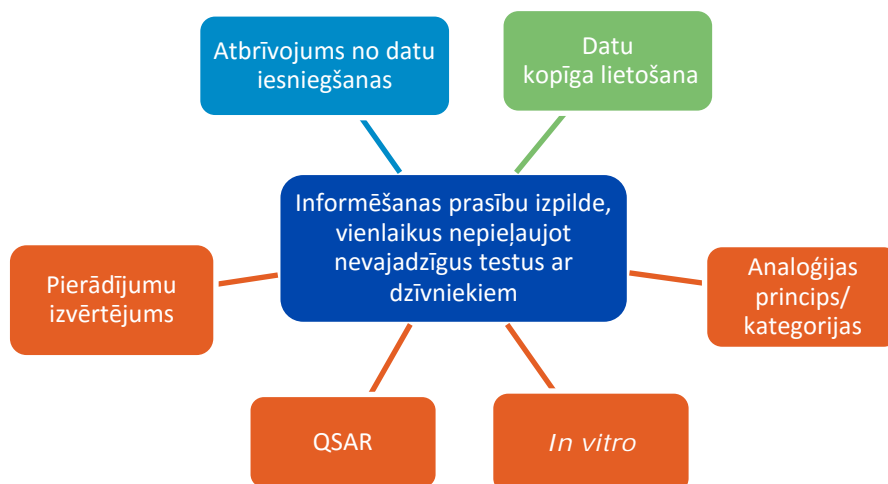 Atbrīvojums no datu
iesniegšanas
Datu
kopīga lietošana
Informēšanas prasību izpilde,
vienlaikus nepieļaujot
nevajadzīgus testus ar
dzīvniekiem
Pierādījumu
izvērtējums
Analoģijas
princips/
kategorijas
QSAR
In vitro